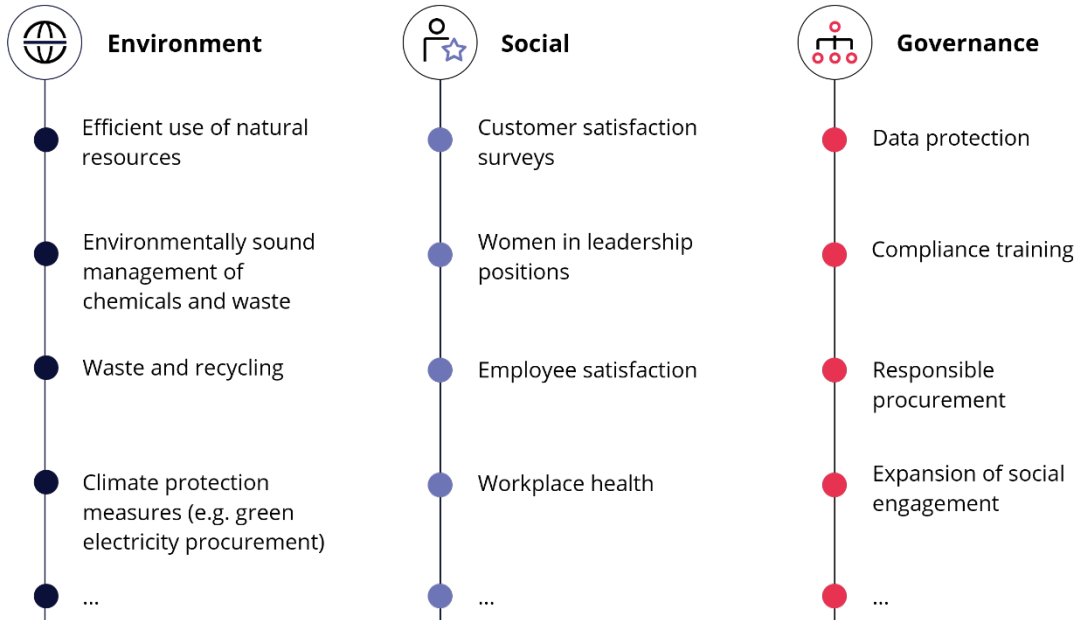 Environment
Efficient use of natural
resources
Environmentally sound
management of
chemicals and waste
Waste and recycling
Climate protection
measures (e.g. green
electricity procurement)
...
Social
Customer satisfaction
surveys
Women in leadership
positions
Employee satisfaction
Workplace health
...
Governance
Data protection
Compliance training
Responsible
procurement
Expansion of social
engagement
...